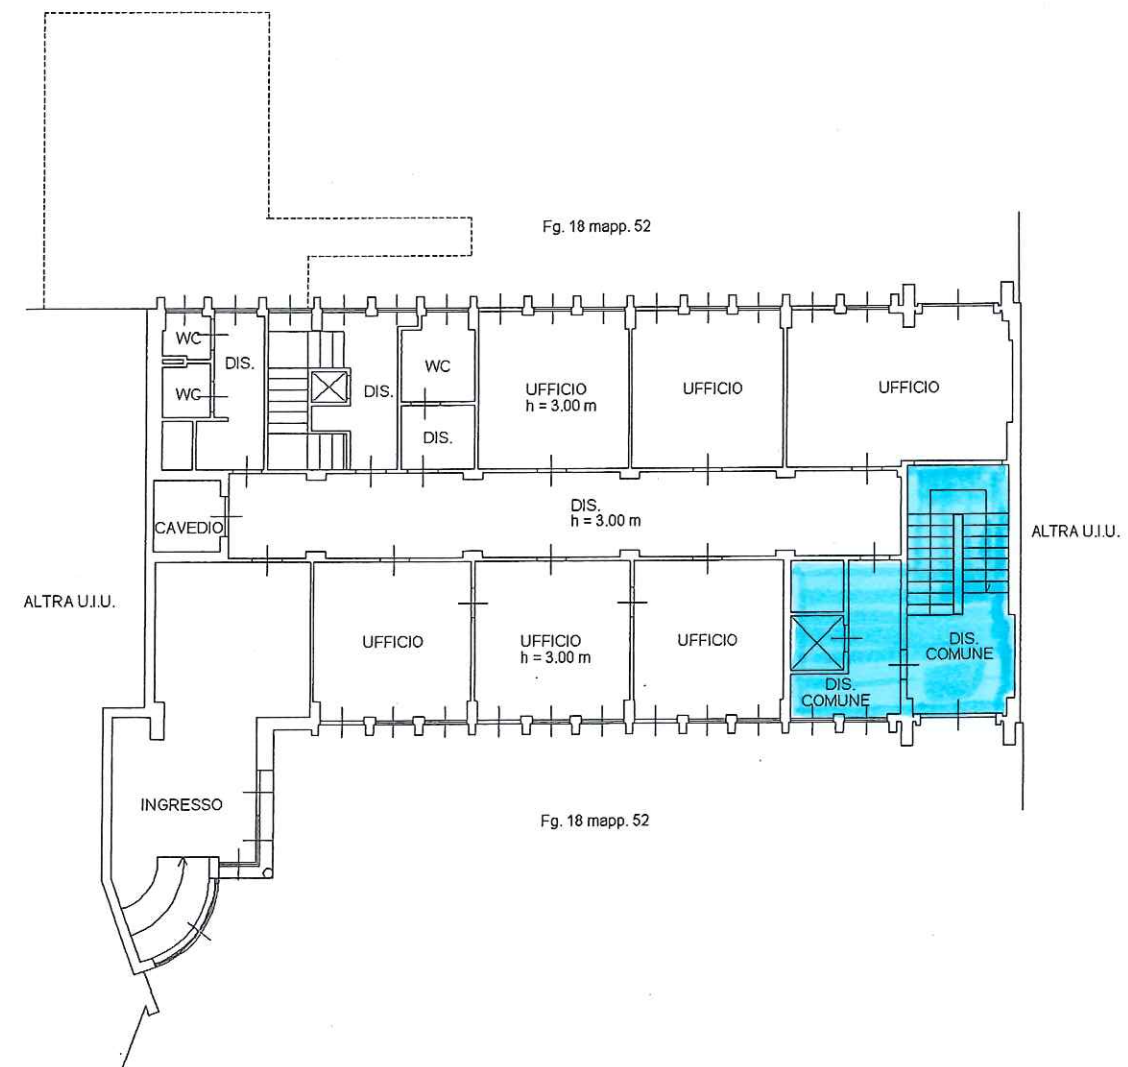 Fg. 18 mapp. 52
WC
DIS.
WC
DIS.
WC
DIS.
UFFICIO
h = 3.00 m
UFFICIO
UFFICIO
CAVEDIO
DIS.
h = 3.00 m
ALTRA U.I.U.
ALTRA U.I.U.
UFFICIO
UFFICIO
h = 3.00 m
UFFICIO
DIS.
COMUNE
DIS.
COMUNE
INGRESSO
Fg. 18 mapp. 52